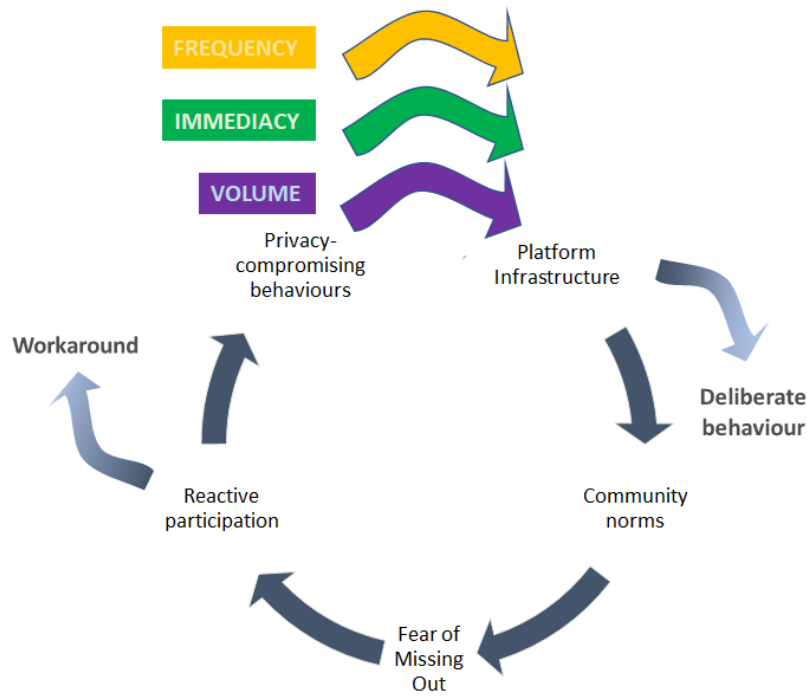 FREQUENCY
IMMEDIACY
VOLUME
Privacy-
compromising
behaviours
Platform
Infrastructure
Workaround
Deliberate
behaviour
Reactive
participation
Community
norms
Fear of
Missing
Out